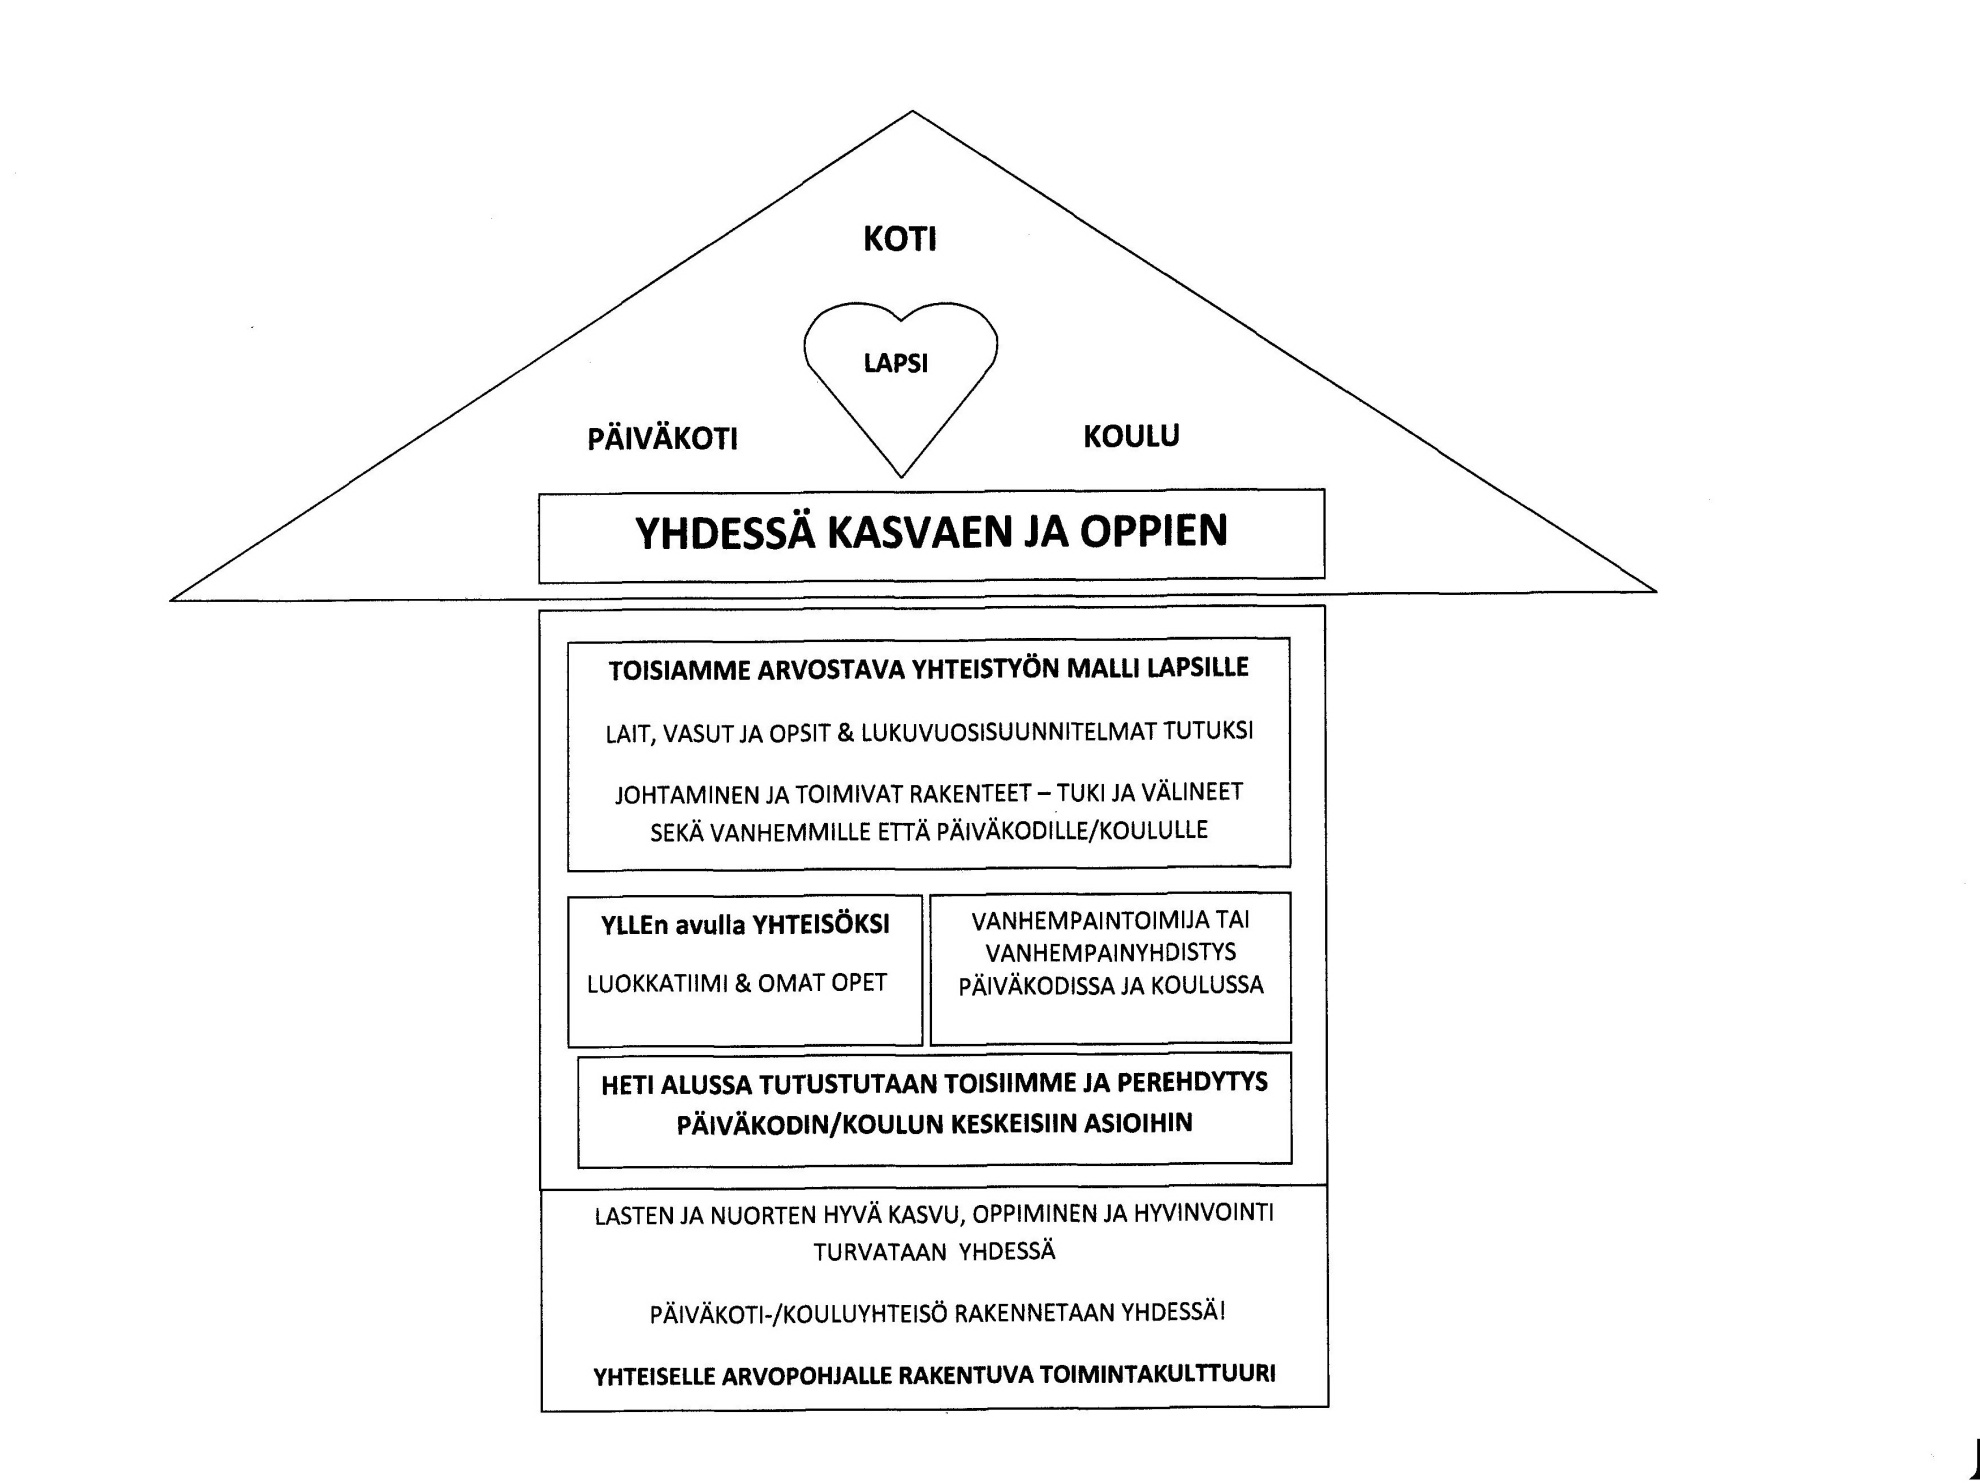 KOTI
LAPSI
PÄIVÄKOTI
KOULU
YHDESSÄ KASVAEN JA OPPIEN
TOISIAMME ARVOSTAVA YHTEISTYÖN MALLI LAPSILLE
LAIT, VASUT JA OPSIT & LUKUVUOSISUUNNITELMAT TUTUKSI
JOHTAMINEN JA TOIMIVAT RAKENTEET – TUKI JA VÄLINEET
SEKÄ VANHEMMILLE ETTÄ PÄIVÄKODILLE/KOULULLE
YLLEn avulla YHTEISÖKSI
LUOKKATIIMI & OMAT OPET
VANHEMPAINTOIMIJA TAI
VANHEMPAINYHDISTYS
PÄIVÄKODISSA JA KOULUSSA
HETI ALUSSA TUTUSTUTAAN TOISIIMME JA PEREHDYTYS
PÄIVÄKODIN/KOULUN KESKEISIIN ASIOIHIN
LASTEN JA NUORTEN HYVÄ KASVU, OPPIMINEN JA HYVINVOINTI
TURVATAAN YHDESSÄ
PÄIVÄKOTI-/KOULUYHTEISÖ RAKENNETAAN YHDESSÄ!
YHTEISELLE ARVOPOHJALLE RAKENTUVA TOIMINTAKULTTUURI